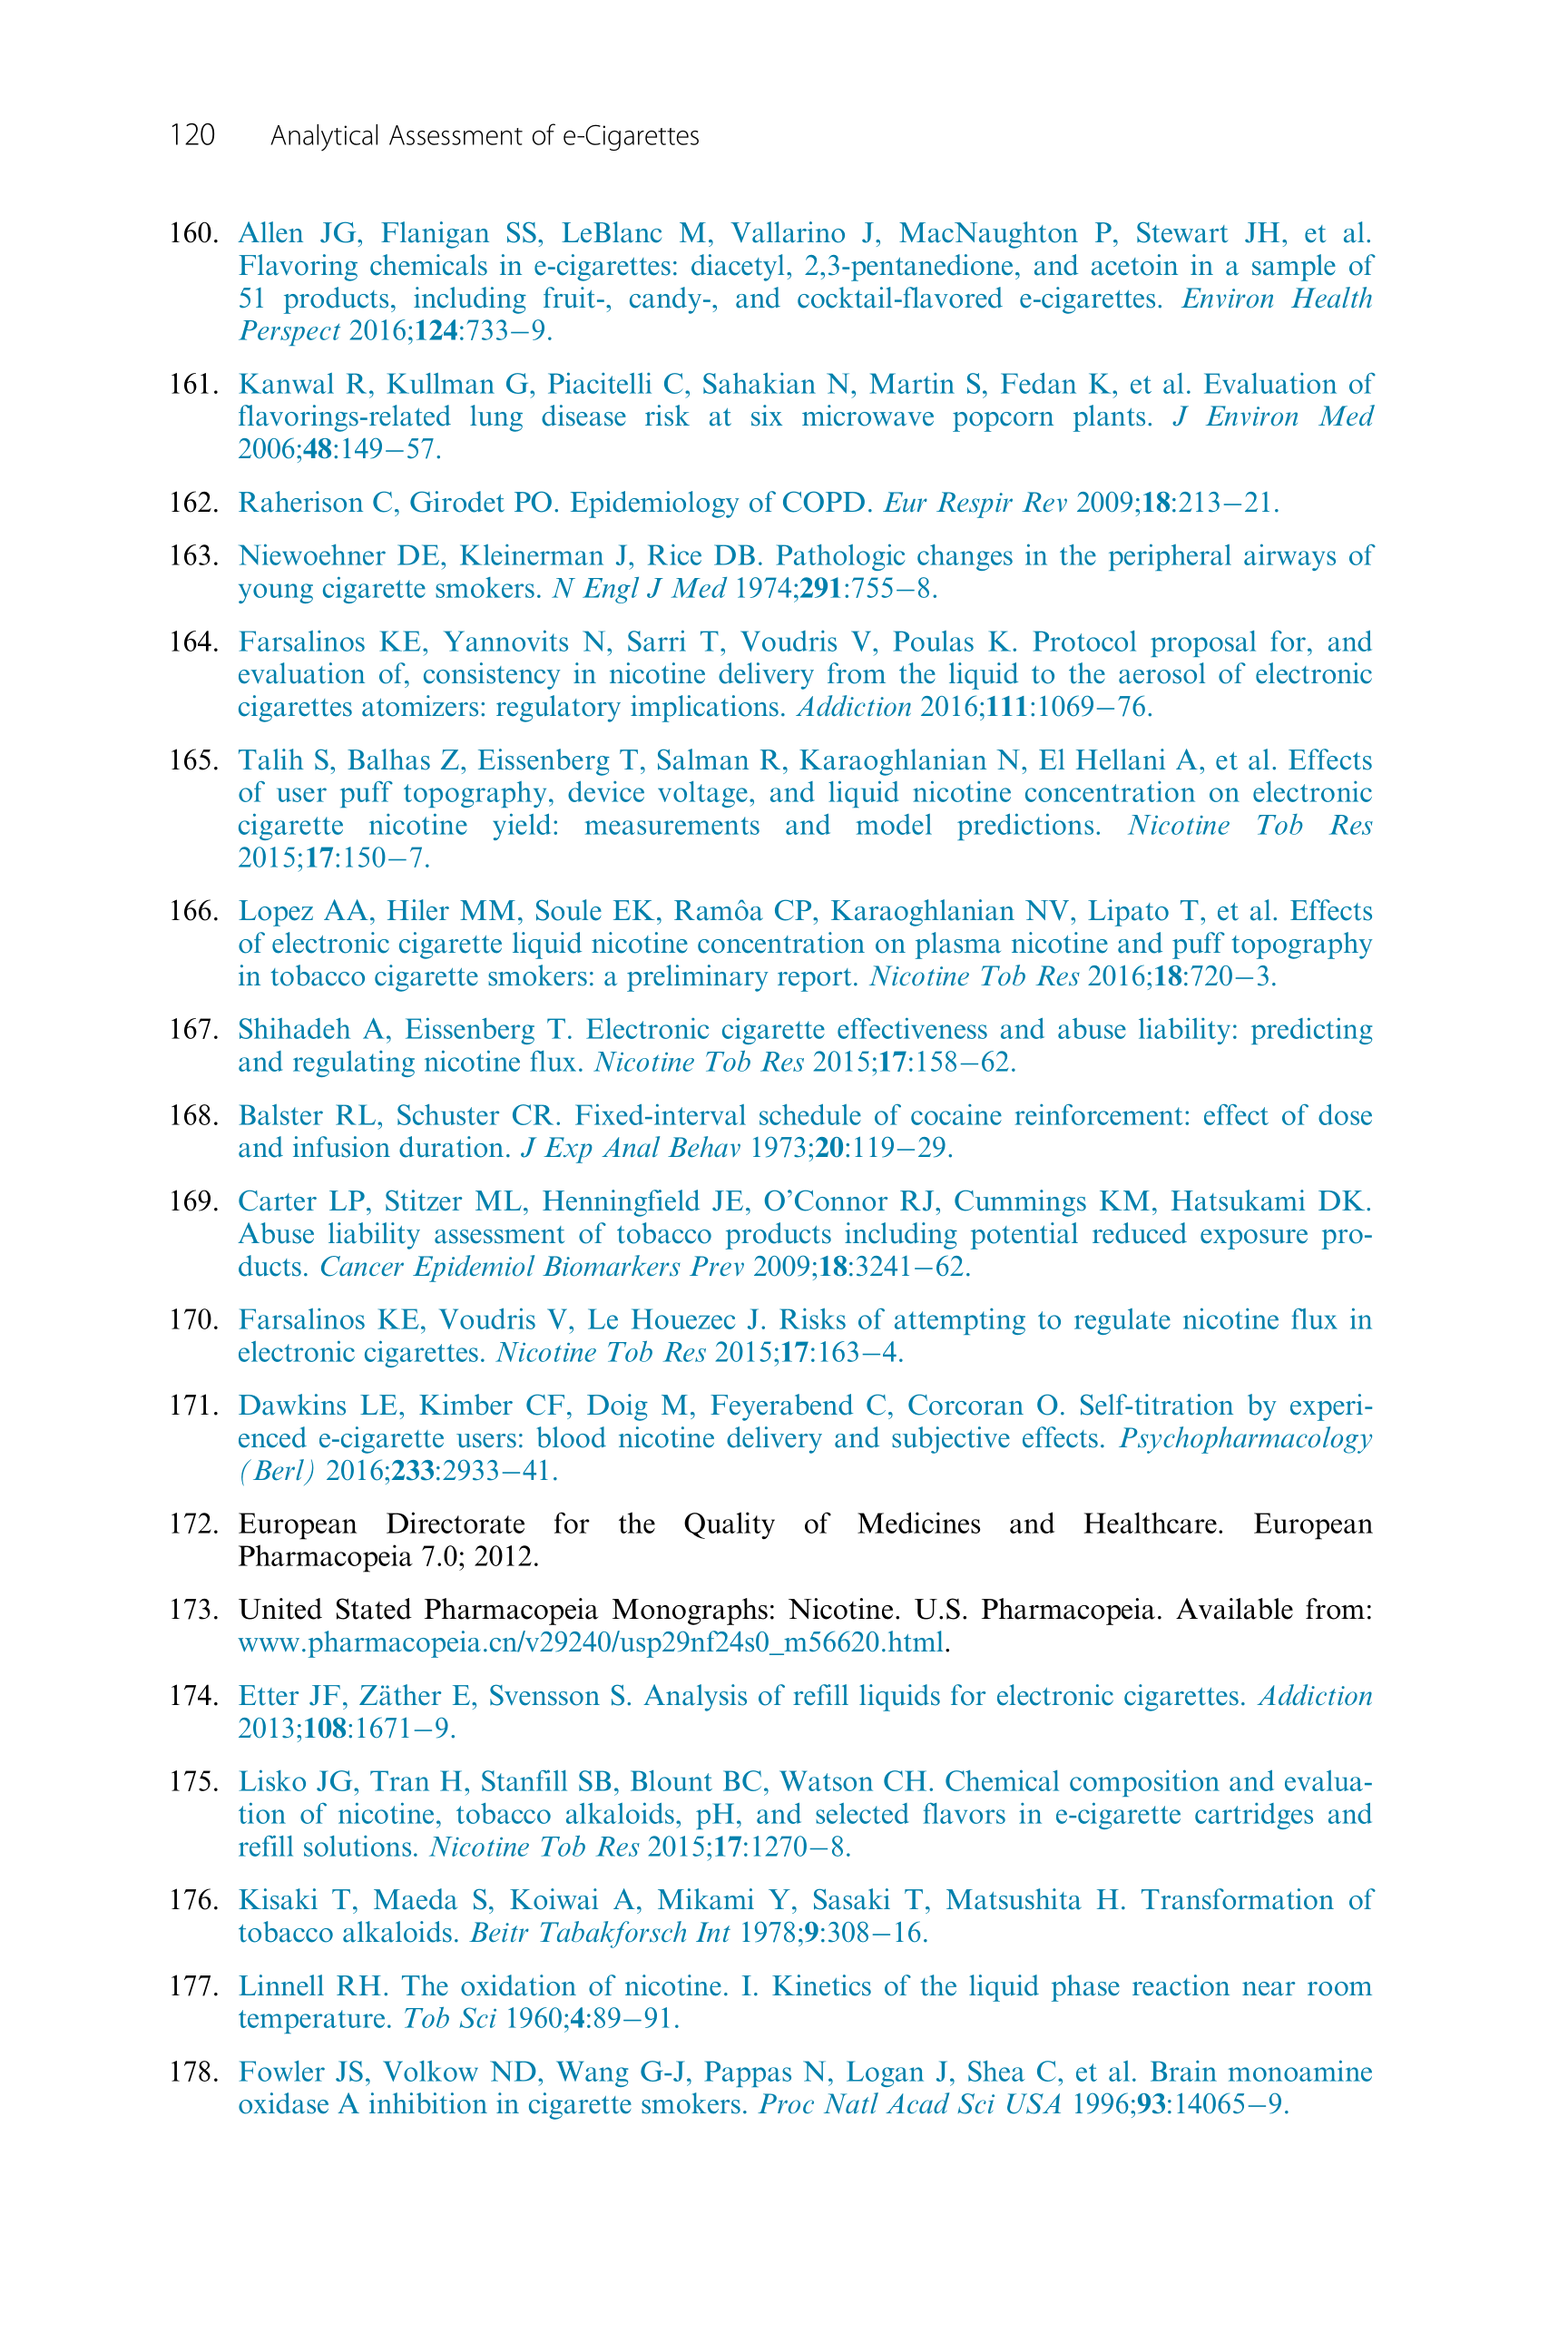 120 Analytical Assessment of e-Cigarettes
160. Allen JG, Flanigan SS, LeBlanc M, Vallarino J, MacNaughton P, Stewart JH, et al.
Flavoring chemicals in e-cigarettes: diacetyl, 2,3-pentanedione, and acetoin in a sample of
51 products, including fruit-, candy-, and cocktail-flavored e-cigarettes. Environ Health
Perspect 2016;124:733–9.
161. Kanwal R, Kullman G, Piacitelli C, Sahakian N, Martin S, Fedan K, et al. Evaluation of
flavorings-related lung disease risk at six microwave popcorn plants. J Environ Med
2006;48:149–57.
162. Raherison C, Girodet PO. Epidemiology of COPD. Eur Respir Rev 2009;18:213–21.
163. Niewoehner DE, Kleinerman J, Rice DB. Pathologic changes in the peripheral airways of
young cigarette smokers. N Engl J Med 1974;291:755–8.
164. Farsalinos KE, Yannovits N, Sarri T, Voudris V, Poulas K. Protocol proposal for, and
evaluation of, consistency in nicotine delivery from the liquid to the aerosol of electronic
cigarettes atomizers: regulatory implications. Addiction 2016;111:1069–76.
165. Talih S, Balhas Z, Eissenberg T, Salman R, Karaoghlanian N, El Hellani A, et al. Effects
of user puff topography, device voltage, and liquid nicotine concentration on electronic
cigarette nicotine yield: measurements and model predictions. Nicotine Tob Res
2015;17:150–7.
166. Lopez AA, Hiler MM, Soule EK, Ramôa CP, Karaoghlanian NV, Lipato T, et al. Effects
of electronic cigarette liquid nicotine concentration on plasma nicotine and puff topography
in tobacco cigarette smokers: a preliminary report. Nicotine Tob Res 2016;18:720–3.
167. Shihadeh A, Eissenberg T. Electronic cigarette effectiveness and abuse liability: predicting
and regulating nicotine flux. Nicotine Tob Res 2015;17:158–62.
168. Balster RL, Schuster CR. Fixed-interval schedule of cocaine reinforcement: effect of dose
and infusion duration. J Exp Anal Behav 1973;20:119–29.
169. Carter LP, Stitzer ML, Henningfield JE, O’Connor RJ, Cummings KM, Hatsukami DK.
Abuse liability assessment of tobacco products including potential reduced exposure pro-
ducts. Cancer Epidemiol Biomarkers Prev 2009;18:3241–62.
170. Farsalinos KE, Voudris V, Le Houezec J. Risks of attempting to regulate nicotine flux in
electronic cigarettes. Nicotine Tob Res 2015;17:163–4.
171. Dawkins LE, Kimber CF, Doig M, Feyerabend C, Corcoran O. Self-titration by experi-
enced e-cigarette users: blood nicotine delivery and subjective effects. Psychopharmacology
(Berl) 2016;233:2933–41.
172. European Directorate for the Quality of Medicines and Healthcare. European
Pharmacopeia 7.0; 2012.
173. United Stated Pharmacopeia Monographs: Nicotine. U.S. Pharmacopeia. Available from:
www.pharmacopeia.cn/v29240/usp29nf24s0_m56620.html.
174. Etter JF, Zäther E, Svensson S. Analysis of refill liquids for electronic cigarettes. Addiction
2013;108:1671–9.
175. Lisko JG, Tran H, Stanfill SB, Blount BC, Watson CH. Chemical composition and evalua-
tion of nicotine, tobacco alkaloids, pH, and selected flavors in e-cigarette cartridges and
refill solutions. Nicotine Tob Res 2015;17:1270–8.
176. Kisaki T, Maeda S, Koiwai A, Mikami Y, Sasaki T, Matsushita H. Transformation of
tobacco alkaloids. Beitr Tabakforsch Int 1978;9:308–16.
177. Linnell RH. The oxidation of nicotine. I. Kinetics of the liquid phase reaction near room
temperature. Tob Sci 1960;4:89–91.
178. Fowler JS, Volkow ND, Wang G-J, Pappas N, Logan J, Shea C, et al. Brain monoamine
oxidase A inhibition in cigarette smokers. Proc Natl Acad Sci USA 1996;93:14065–9.